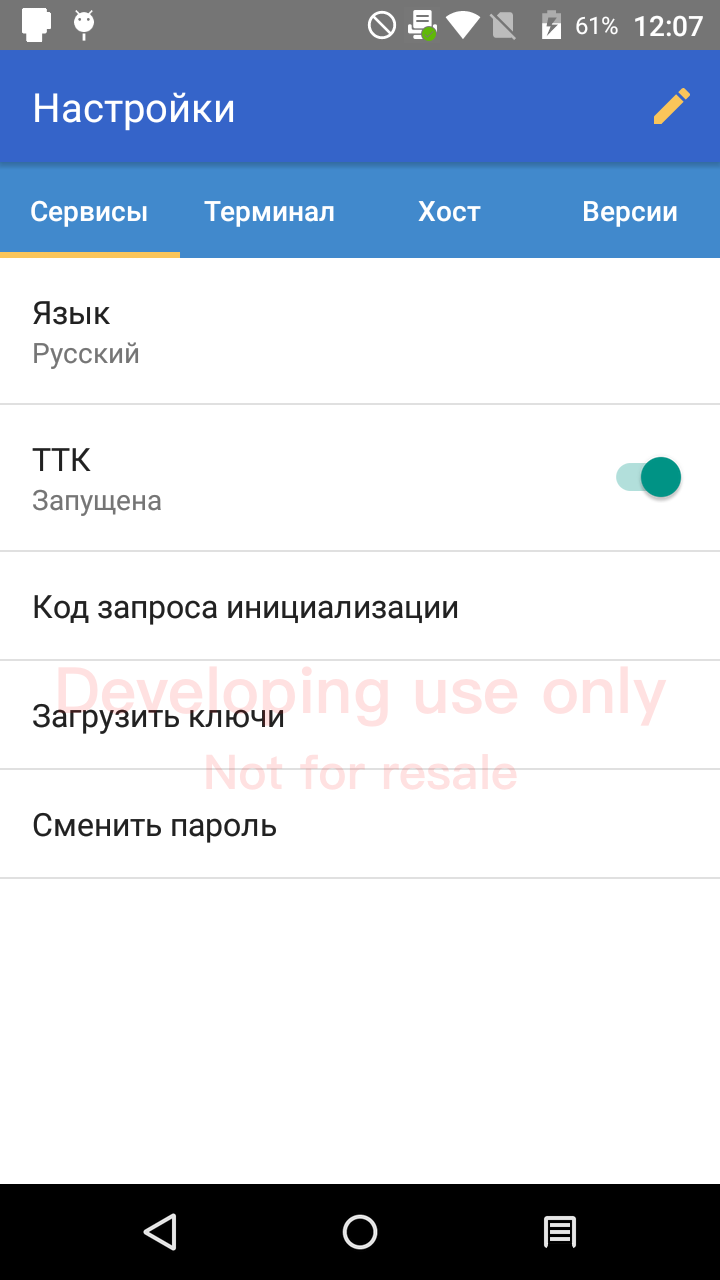 61% 12:07
Настройки
Сервисы Терминал Хост Версии
Язык
Русский
ТТК
Запущена
Код запроса инициализации
Developing use only
Загрузить ключи
Not for resale
Сменить пароль